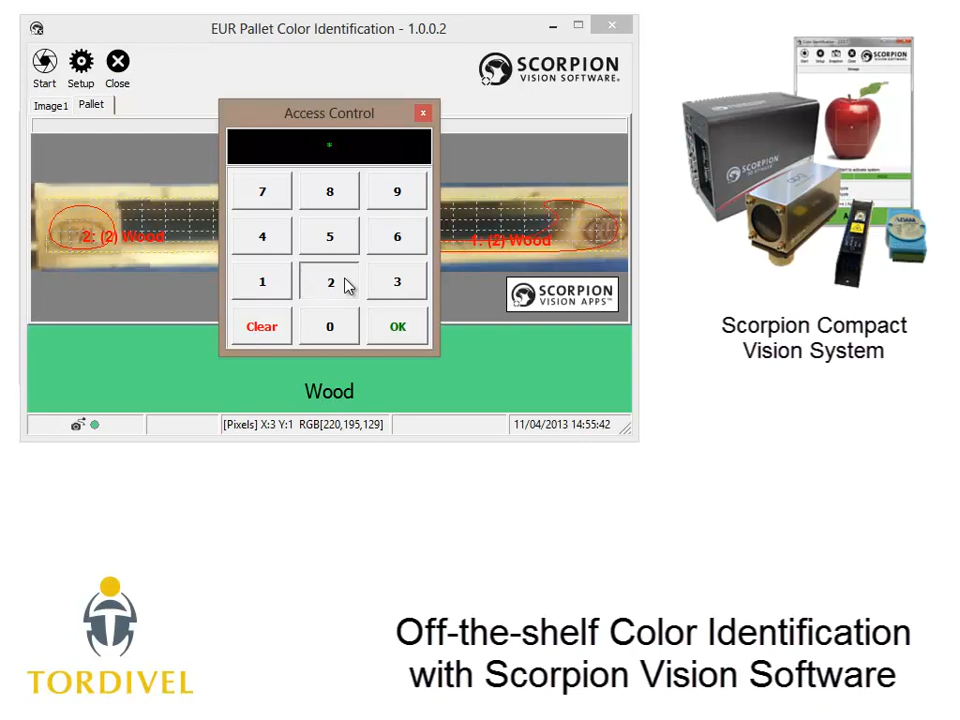 EUR Pallet Color Identification - 1.0.0.2
Start Setup Close
SCORPION
VISION SOFTWARE®
Image1 Pallet
Access Control
x
*
7 8 9
4 5 6
1 2 3
Clear 0 OK
2: (2) Wood
1: (2) Wood
SCORPION
VISION APPS™
Wood
[Pixels] X:3 Y:1 RGB[220,195,129]
11/04/2013 14:55:42
SCORPION
ADAM
Scorpion Compact
Vision System
TORDIVEL
Off-the-shelf Color Identification
with Scorpion Vision Software